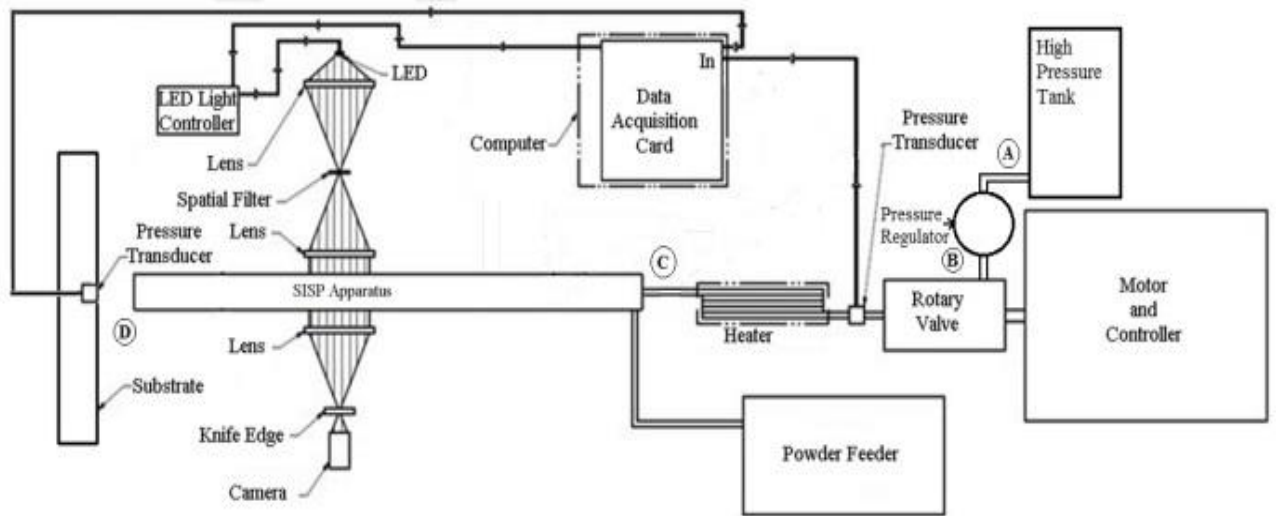 LED
In
High
Pressure
Tank
LED Light
Controller
Data
Acquisition
Card
Computer
Pressure
Transducer
A
Lens
Spatial Filter
Pressure
Regulator
Pressure
Transducer
Lens
B
C
SISP Apparatus
Rotary
Valve
Motor
and
Controller
D
Lens
Heater
Substrate
Knife Edge
Powder Feeder
Camera